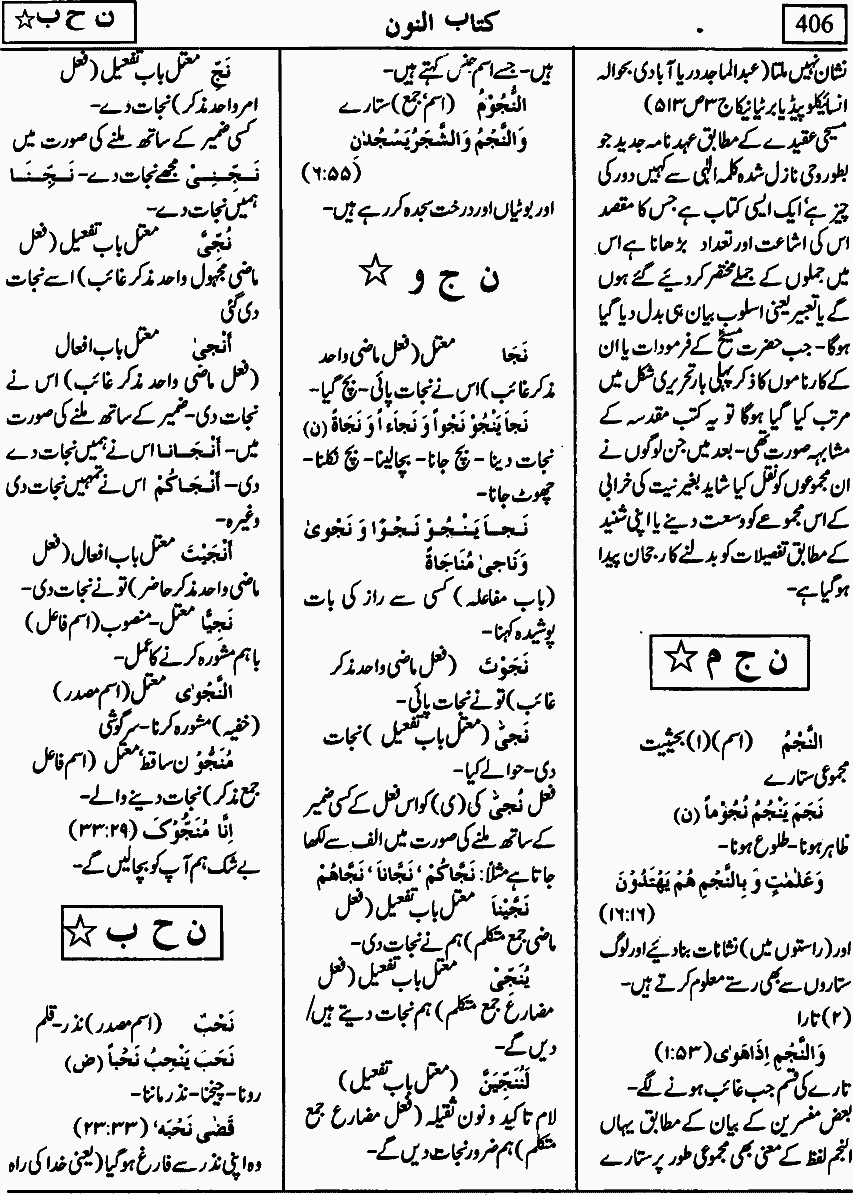 406
کتاب النون
ن ح ب ☆
نشان نہیں ملتا (عبدالماجد دریا آبادی بحوالہ
انسائیکلوپیڈیا برٹانیکا ج ۳ ص ۵۱۳)
مسیحی عقیدے کے مطابق عہد نامہ جدید جو
بطور وحی نازل شدہ کلمہ الٰہی سے کہیں دور کی
چیز ہے' ایک ایسی کتاب ہے جس کا مقصد
اس کی اشاعت اور تعداد بڑھانا ہے اس
میں جملوں کے جملے مختصر کر دیئے گئے ہوں
گے یا تعبیر یعنی اسلوب بیان ہی بدل دیا گیا
ہوگا۔ جب حضرت مسیحؑ کے فرمودات یا ان
کے کارناموں کا ذکر پہلی بار تحریری شکل میں
مرتب کیا گیا ہوگا تو یہ کتب مقدسہ کے
مشابہ صورت تھی۔ بعد میں جن لوگوں نے
ان مجموعوں کو نقل کیا شاید بغیر نیت کی خرابی
کے اس مجموعے کو وسعت دینے یا اپنی شنید
کے مطابق تفصیلات کو بدلنے کا رجحان پیدا
ہوگیا ہے۔
ن ج م ☆
النَّجْمُ (اسم)(۱) بحیثیت
مجموعی ستارے
نَجَمَ يَنْجُمُ نُجُوْماً (ن)
ظاہر ہونا۔ طلوع ہونا۔
وَعَلٰمٰتٍ وَ بِالنَّجْمِ هُمْ يَهْتَدُوْنَ
(۱۶:۱۶)
اور (راستوں میں) نشانات بنا دیئے اور لوگ
ستاروں سے بھی رستے معلوم کرتے ہیں۔
(۲) تارا
وَالنَّجْمِ اِذَاهَوٰى (۱:۵۳)
تارے کی قسم جب غائب ہونے لگے۔
بعض مفسرین کے بیان کے مطابق یہاں
النجم لفظ کے معنی بھی مجموعی طور پر ستارے
ہیں۔ جسے اسم جنس کہتے ہیں۔
النُّجُوْمُ (اسم جمع) ستارے
وَالنَّجْمُ وَالشَّجَرُ يَسْجُدٰنِ
(۶:۵۵)
اور بوٹیاں اور درخت سجدہ کر رہے ہیں۔
ن ج و ☆
نَجَا معتل (فعل ماضی واحد
مذکر غائب) اس نے نجات پائی۔ بچ گیا۔
نَجاَ يَنْجُوْ نَجْواً وَ نَجَاءاً وَ نَجَاةً (ن)
نجات دینا۔ بچ جانا۔ بچالینا۔ بچ نکلنا۔
چھوٹ جانا۔
نَجاَ يَنْجُوْ نَجْوًا وَ نَجْوىٰ
وَنَاجىٰ مُنَاجَاةً
(باب مفاعلہ) کسی سے راز کی بات
پوشیدہ کہنا۔
نَجَوْتَ (فعل ماضی واحد مذکر
غائب) تو نے نجات پائی۔
نَجىّٰ (معتل باب تفعیل) نجات
دی۔ حوالے کیا۔
فعل نُجىّٰ کی (ی) کو اس فعل کے کسی ضمیر
کے ساتھ ملنے کی صورت میں الف سے لکھا
جاتا ہے مثلاً: نَجَّاكُمْ ' نَجَّاناَ ' نَجَّاهُمْ
نَجَّيْناَ معتل باب تفعیل (فعل
ماضی جمع متکلم) ہم نے نجات دی۔
يُنَجِّىْ معتل باب تفعیل (فعل
مضارع جمع متکلم) ہم نجات دیتے ہیں/
دیں گے۔
لَنُنَجِّيَنَّ (معتل باب تفعیل)
لام تاکید و نون ثقیلہ (فعل مضارع جمع
متکلم) ہم ضرور نجات دیں گے۔
نَجِّ معتل باب تفعیل (فعل
امر واحد مذکر) نجات دے۔
کسی ضمیر کے ساتھ ملنے کی صورت میں
نَجِّنِىْ مجھے نجات دے۔ نَجِّنَا
ہمیں نجات دے۔
نُجِّىَ معتل باب تفعیل (فعل
ماضی مجہول واحد مذکر غائب) اسے نجات
دی گئی
أَنْجىٰ معتل باب افعال
(فعل ماضی واحد مذکر غائب) اس نے
نجات دی۔ ضمیر کے ساتھ ملنے کی صورت
میں۔ أَنْجَانا اس نے ہمیں نجات دے
دی۔ أَنْجَاكُمْ اس نے تمہیں نجات دی
وغیرہ۔
أَنْجَيْتَ معتل باب افعال (فعل
ماضی واحد مذکر حاضر) تو نے نجات دی۔
نَجِيًّا معتل۔ منصوب (اسم فاعل)
باہم مشورہ کرنے کا عمل۔
النَّجْوٰى معتل (اسم مصدر)
(خفیہ) مشورہ کرنا۔ سرگوشی
مُنَجُّوْ ن ساقط' معتل (اسم فاعل
جمع مذکر) نجات دینے والے۔
اِنَّا مُنَجُّوْكَ (۳۳:۲۹)
بے شک ہم آپ کو بچالیں گے۔
ن ح ب ☆
نَحْبٌ (اسم مصدر) نذر۔ قلم
نَحَبَ يَنْحِبُ نَحْباً (ض)
رونا۔ چیخنا۔ نذر ماننا۔
قَضٰى نَحْبَه' (۲۳:۳۳)
وہ اپنی نذر سے فارغ ہوگیا (یعنی خدا کی راہ